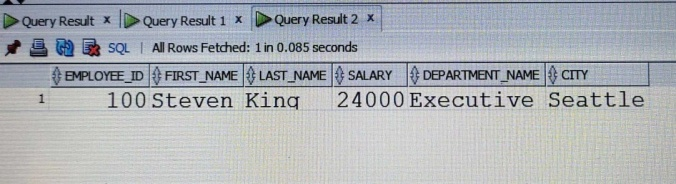 Query Result x Query Result 1 x Query Result 2 x
SQL | All Rows Fetched: 1 in 0.085 seconds
EMPLOYEE_ID FIRST_NAME LAST_NAME SALARY DEPARTMENT_NAME CITY
1 100 Steven King 24000 Executive Seattle